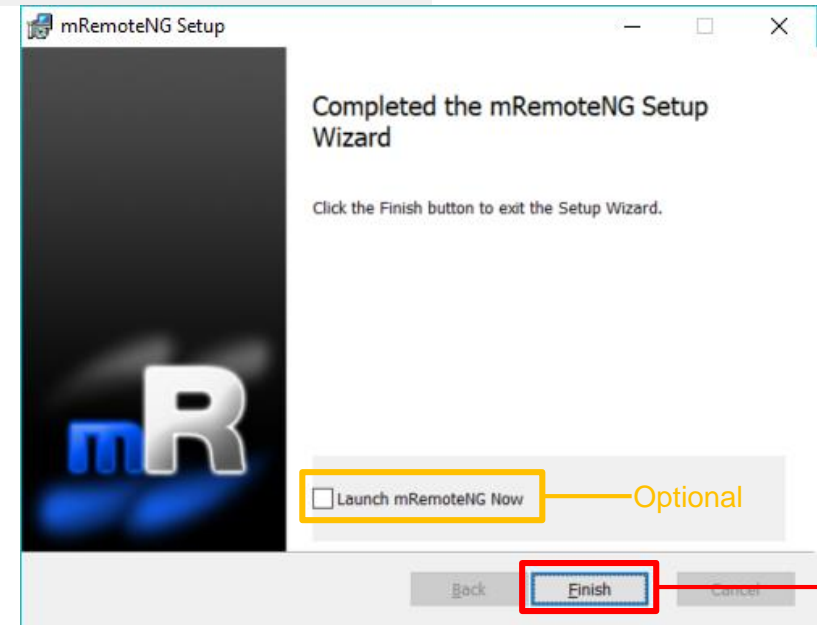 mRemoteNG Setup
Completed the mRemoteNG Setup
Wizard
Click the Finish button to exit the Setup Wizard.
mR
Launch mRemoteNG Now
Optional
Back
Finish
Cancel